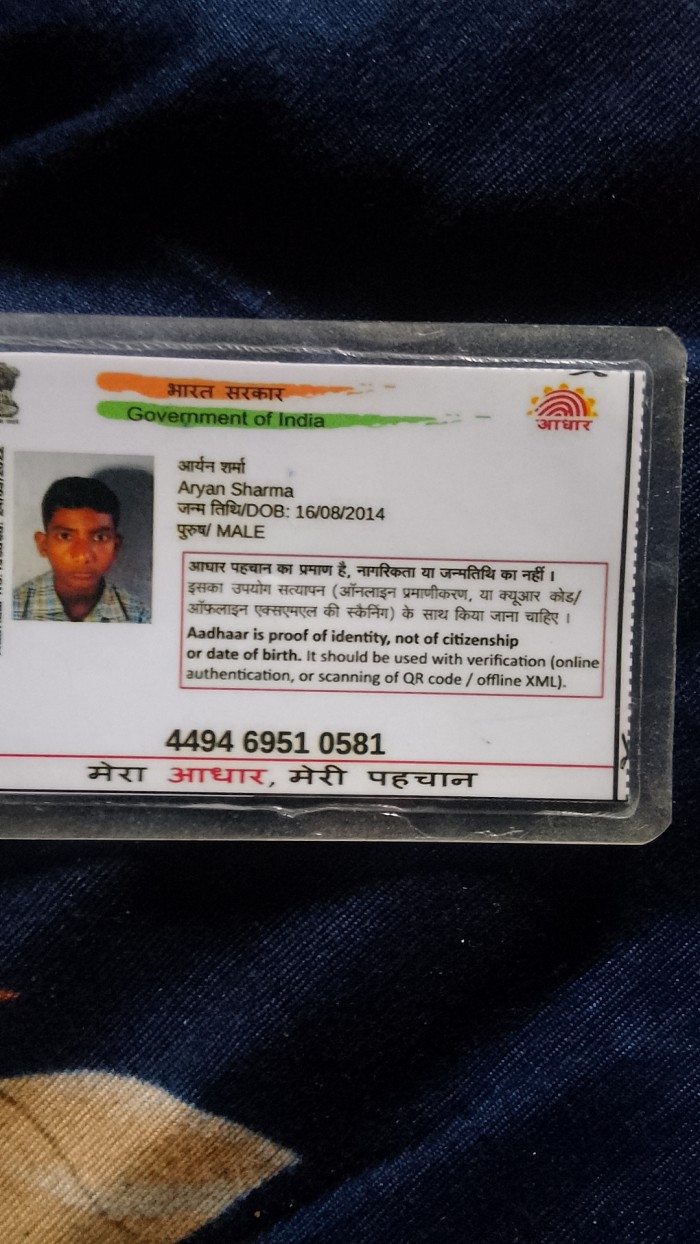 भारत सरकार
Government of India
आधार
आर्यन शर्मा
Aryan Sharma
जन्म तिथि/DOB: 16/08/2014
पुरुष/ MALE
आधार पहचान का प्रमाण है, नागरिकता या जन्मतिथि का नहीं ।
इसका उपयोग सत्यापन (ऑनलाइन प्रमाणीकरण, या क्यूआर कोड/
ऑफलाइन एक्सएमएल की स्कैनिंग) के साथ किया जाना चाहिए ।
Aadhaar is proof of identity, not of citizenship
or date of birth. It should be used with verification (online
authentication, or scanning of QR code / offline XML).
4494 6951 0581
मेरा आधार, मेरी पहचान